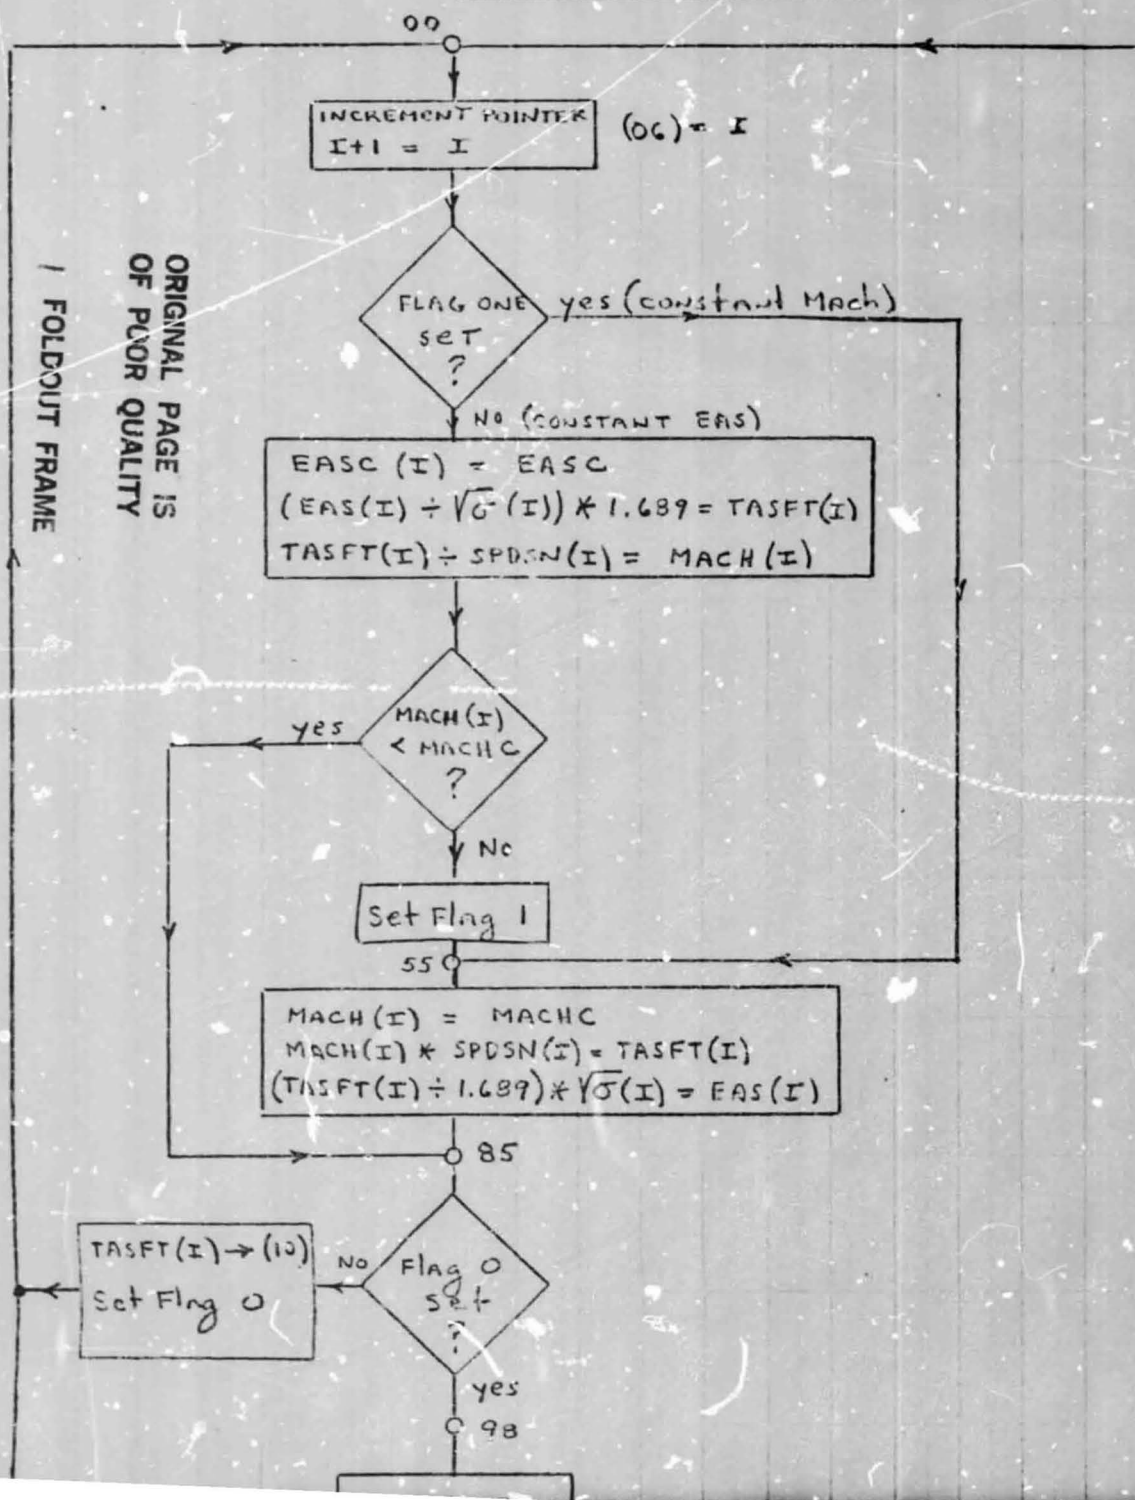 00
INCREMENT POINTER
I+1 = I
(06) = I
ORIGINAL PAGE IS
OF POOR QUALITY
1 FOLDOUT FRAME
FLAG ONE
set
?
yes (constant Mach)
No (CONSTANT EAS)
EASC (I) = EASC
(EAS(I) ÷ √σ(I)) * 1.689 = TASFT(I)
TASFT(I) ÷ SPDSN(I) = MACH(I)
MACH(I)
< MACHC
?
yes
No
Set Flag 1
55
MACH(I) = MACHC
MACH(I) * SPDSN(I) = TASFT(I)
(TASFT(I) ÷ 1.689) * √σ(I) = EAS(I)
85
TASFT(I) → (10)
Set Flag 0
NO
Flag 0
set
?
yes
98